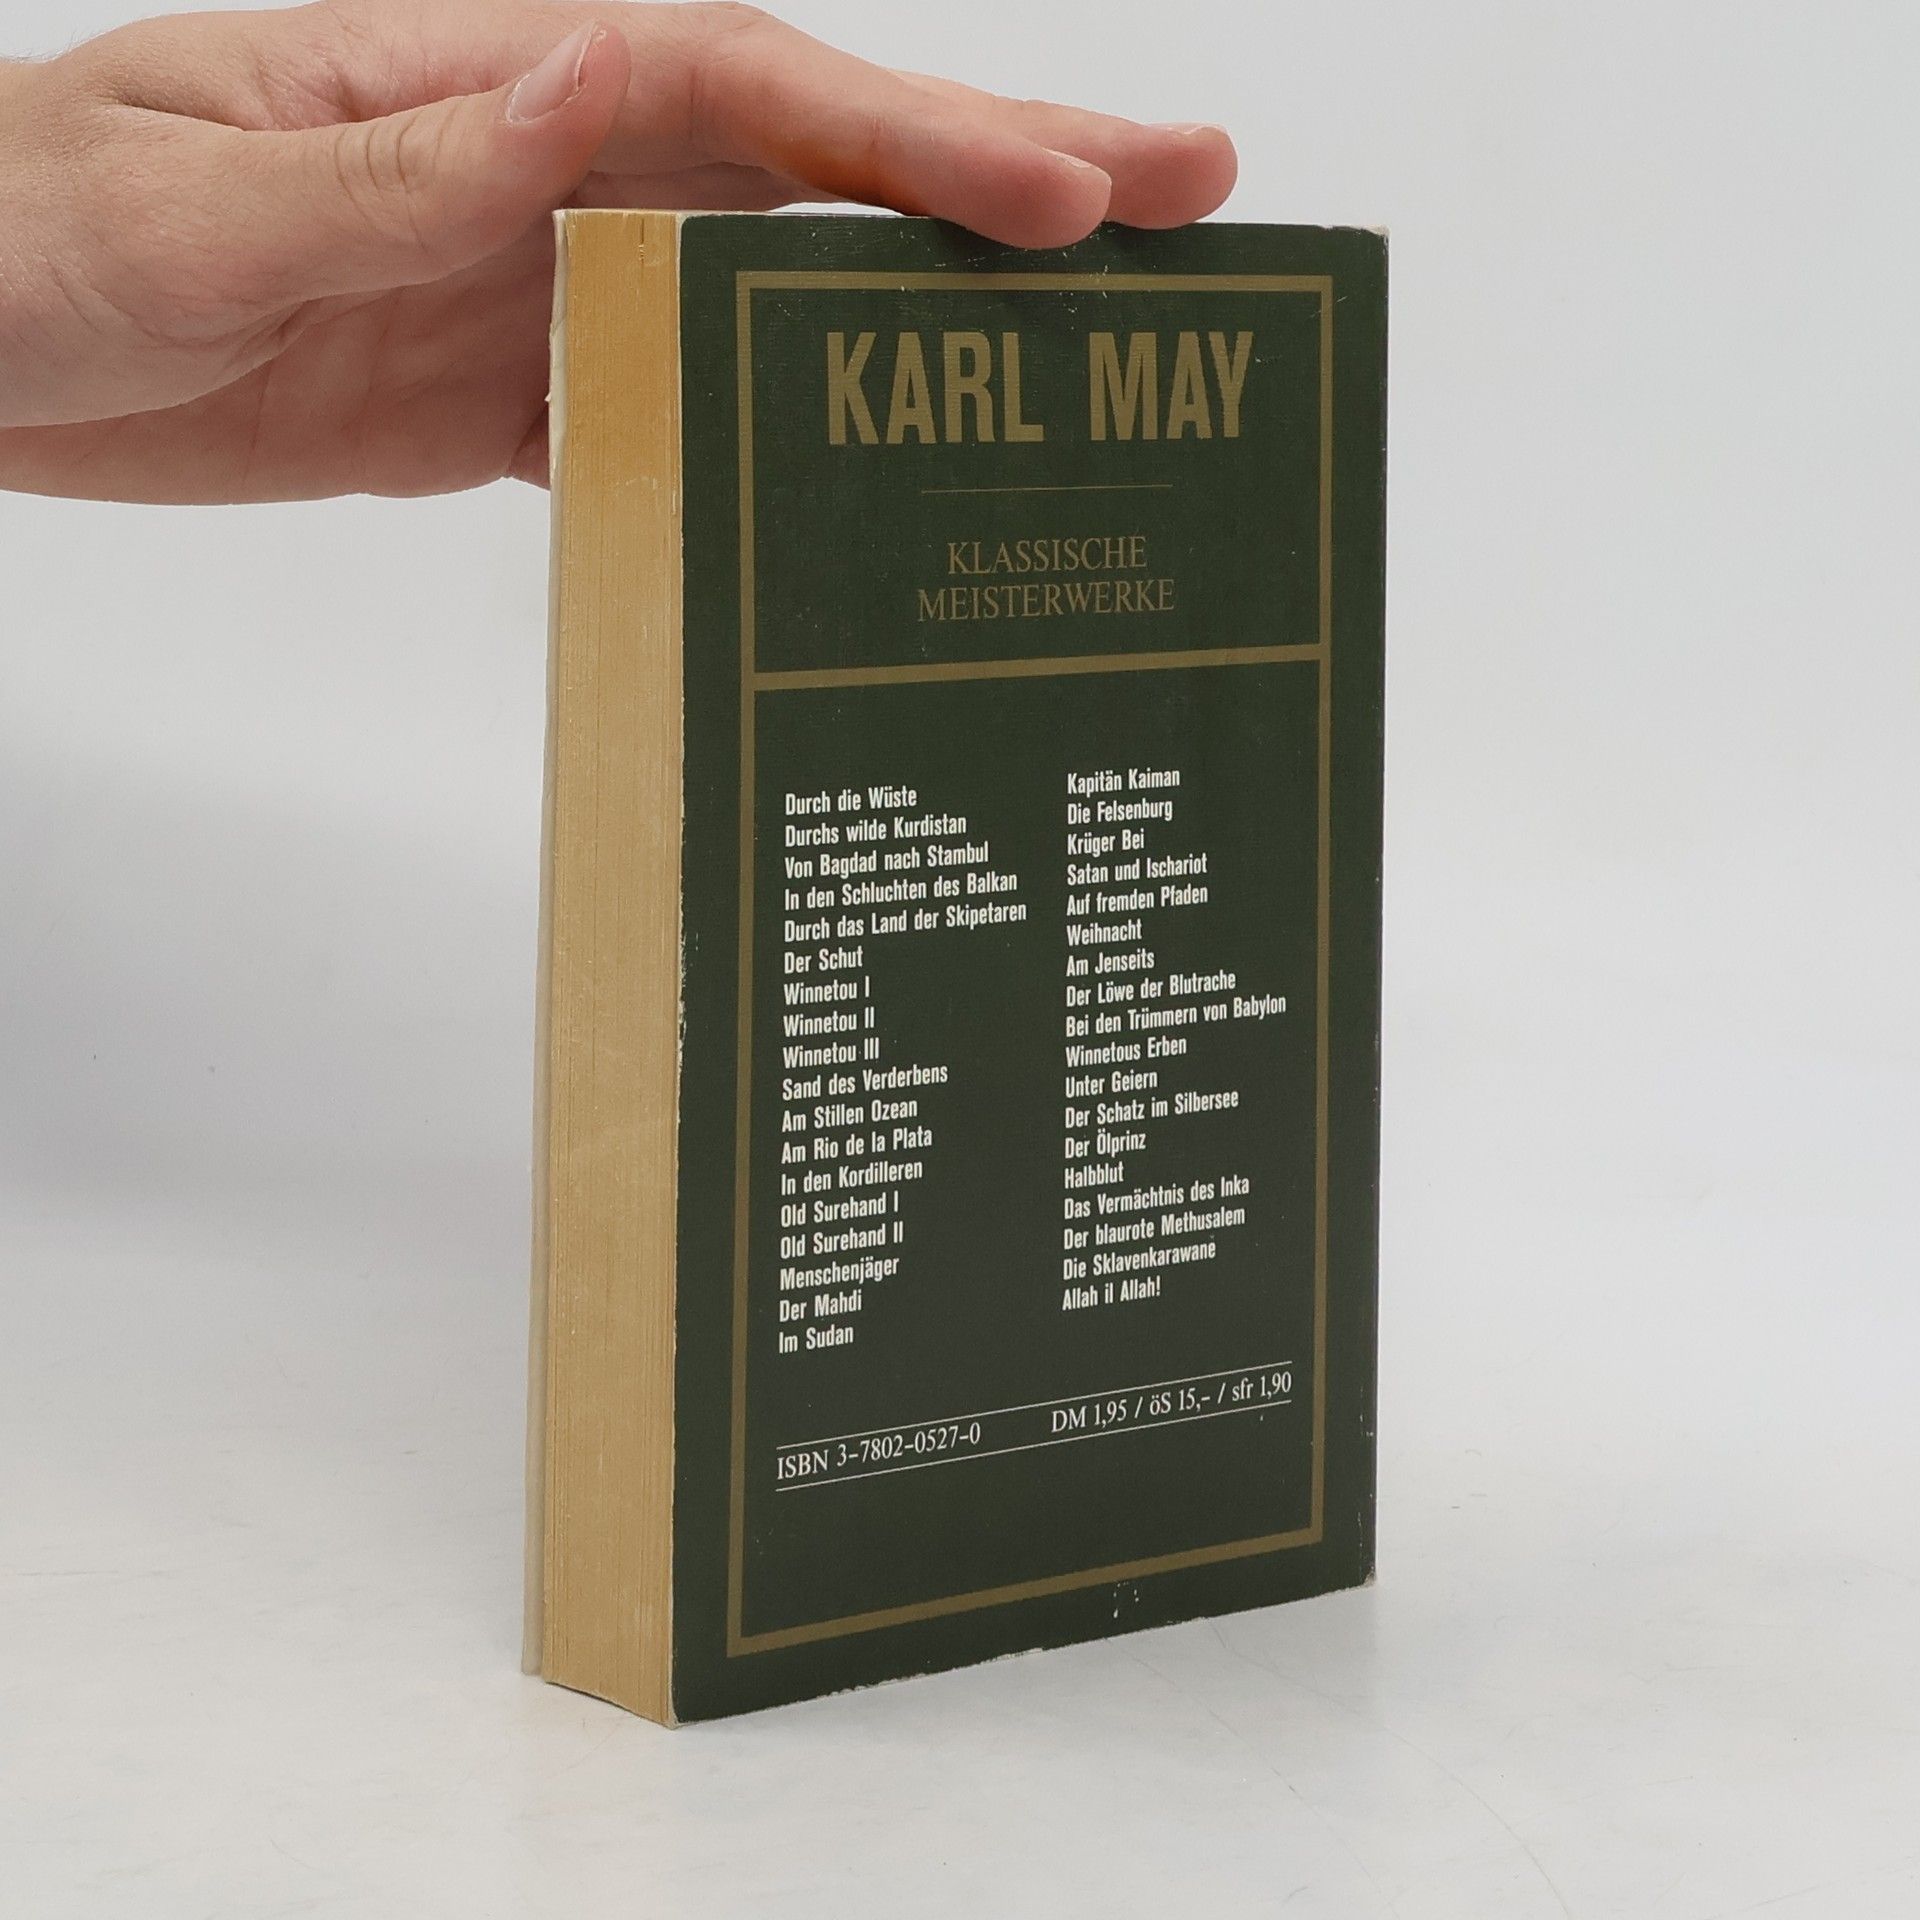 KARL MAY
KLASSISCHE
MEISTERWERKE
Durch die Wüste
Durchs wilde Kurdistan
Von Bagdad nach Stambul
In den Schluchten des Balkan
Durch das Land der Skipetaren
Der Schut
Winnetou I
Winnetou II
Winnetou III
Sand des Verderbens
Am Stillen Ozean
Am Rio de la Plata
In den Kordilleren
Old Surehand I
Old Surehand II
Menschenjäger
Der Mahdi
Im Sudan
Kapitän Kaiman
Die Felsenburg
Krüger Bei
Satan und Ischariot
Auf fremden Pfaden
Weihnacht
Am Jenseits
Der Löwe der Blutrache
Bei den Trümmern von Babylon
Winnetous Erben
Unter Geiern
Der Schatz im Silbersee
Der Ölprinz
Halbblut
Das Vermächtnis des Inka
Der blaurote Methusalem
Die Sklavenkarawane
Allah il Allah!
ISBN 3-7802-0527-0 DM 1,95 / öS 15,- / sfr 1,90